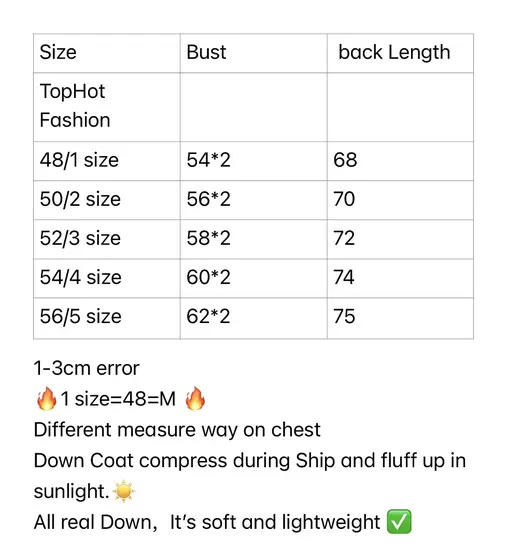 Size Bust back Length
TopHot
Fashion
48/1 size 54*2 68
50/2 size 56*2 70
52/3 size 58*2 72
54/4 size 60*2 74
56/5 size 62*2 75
1-3cm error
🔥1 size=48=M 🔥
Different measure way on chest
Down Coat compress during Ship and fluff up in
sunlight.☀️
All real Down，It's soft and lightweight ✅